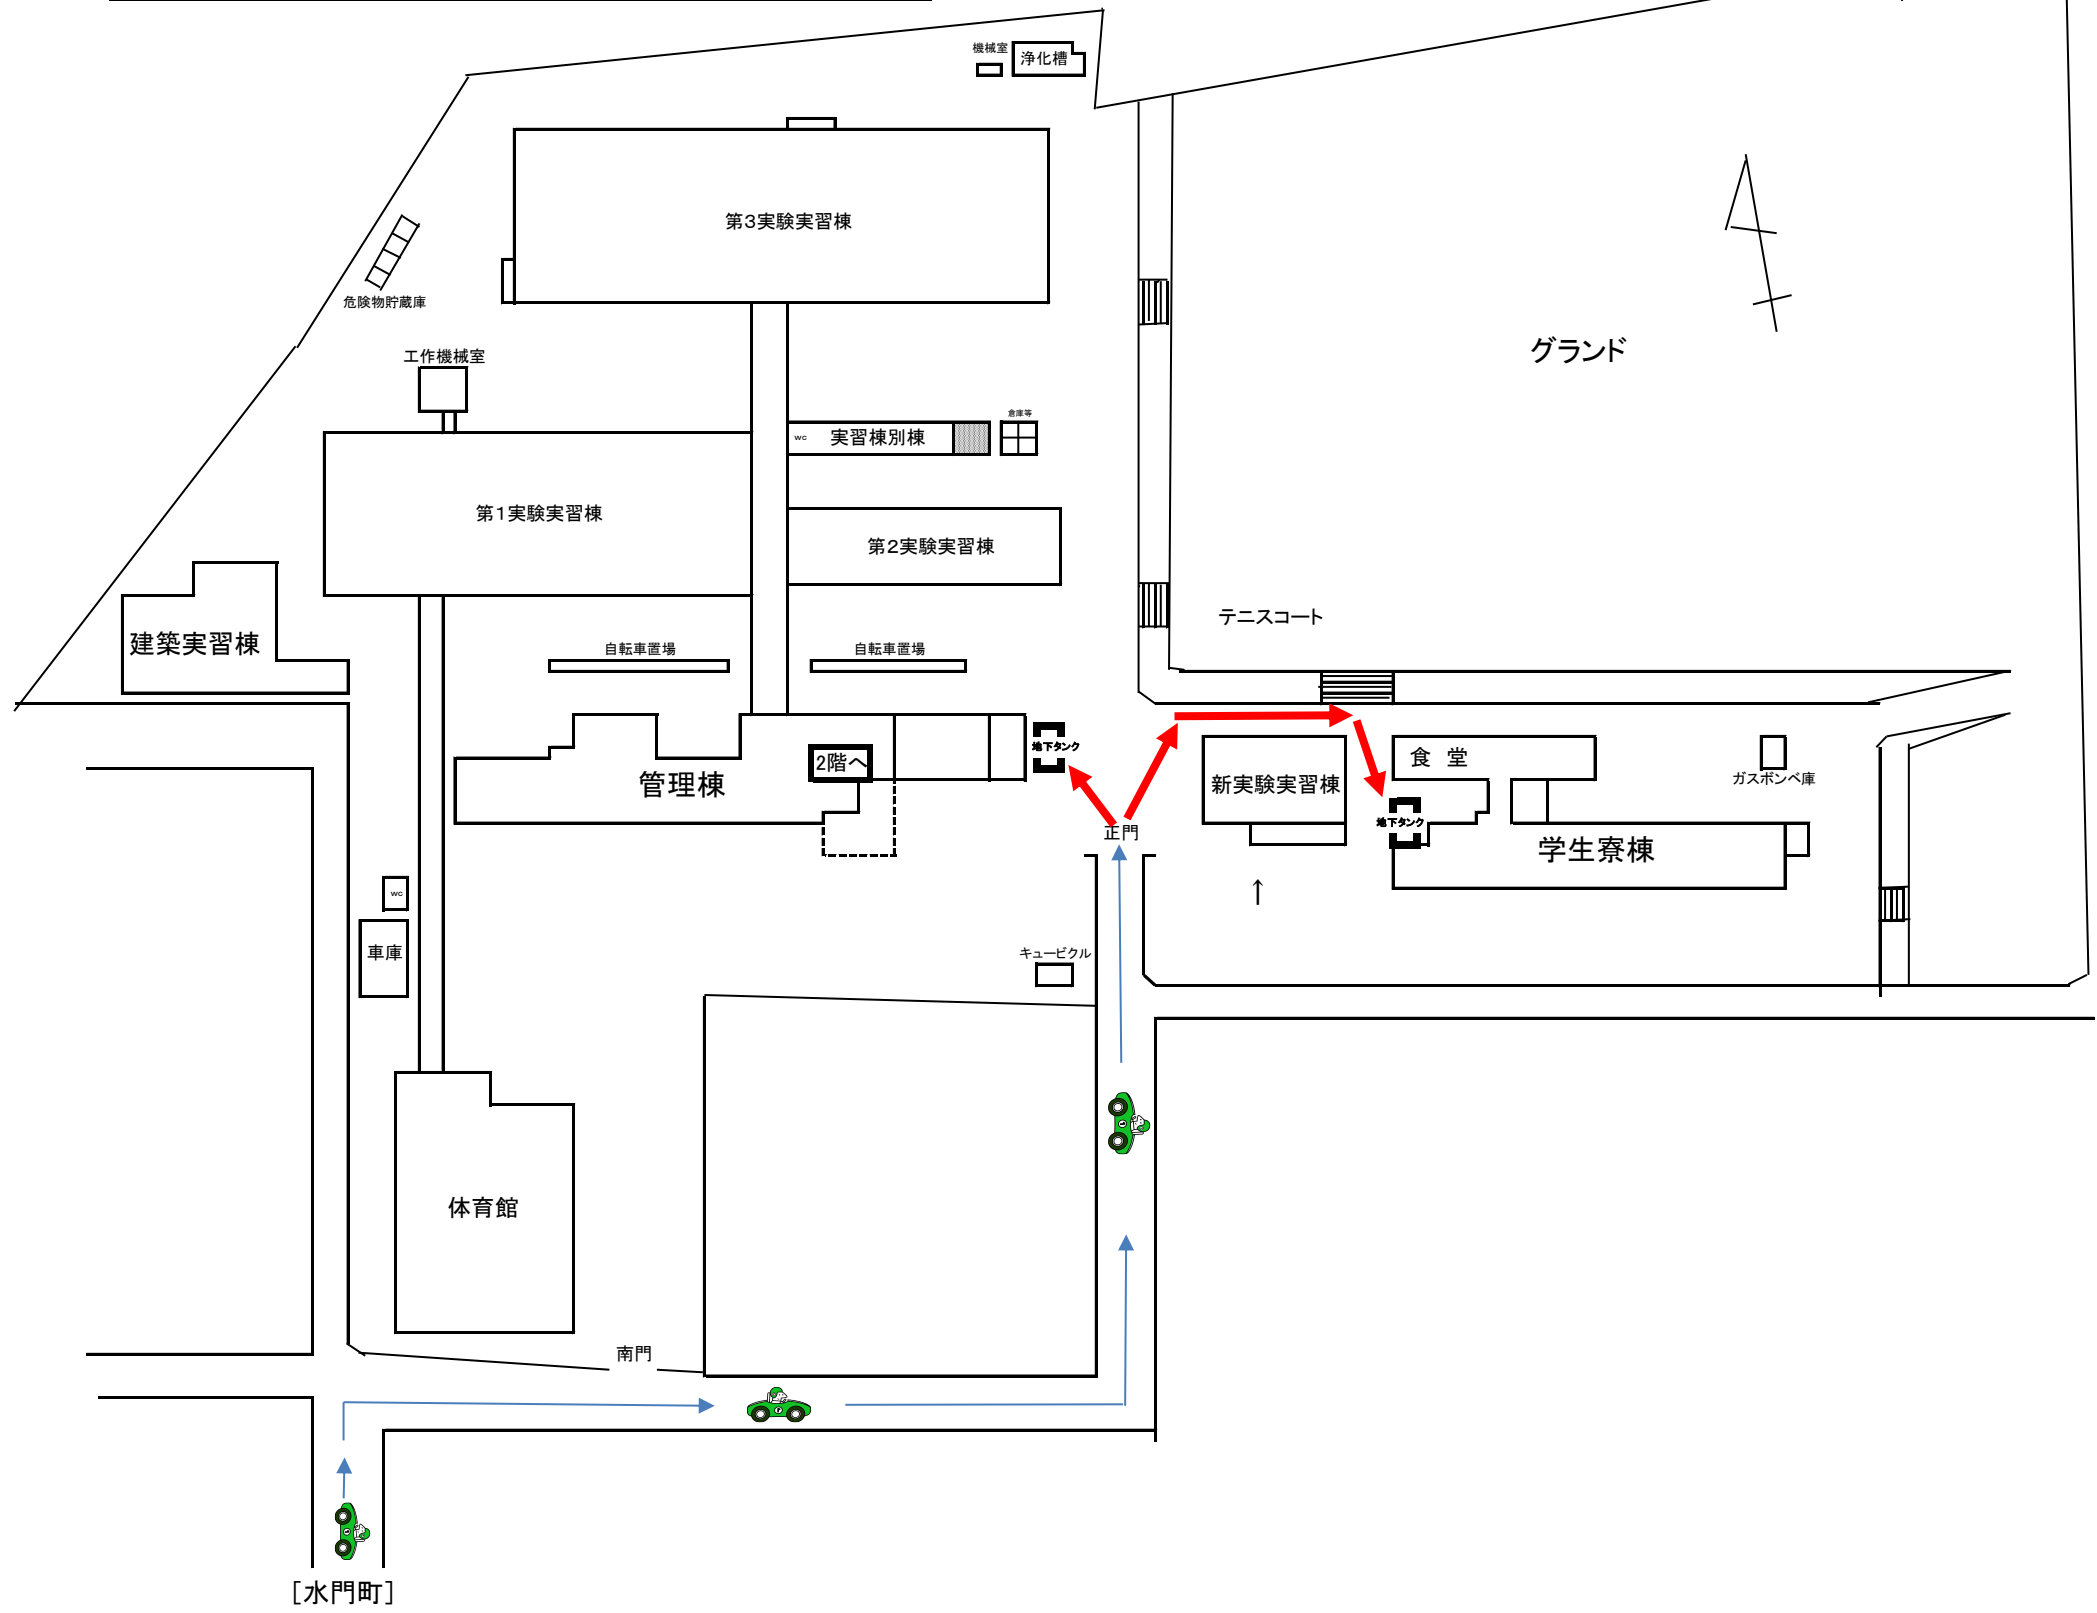 機械室
浄化槽
第3実験実習棟
危険物貯蔵庫
グランド
工作機械室
倉庫等
WC
実習棟別棟
第1実験実習棟
第2実験実習棟
テニスコート
建築実習棟
自転車置場
自転車置場
地下タンク
2階へ
管理棟
食 堂
新実験実習棟
ガスボンベ庫
地下タンク
正門
学生寮棟
↑
WC
車庫
キュービクル
体育館
南門
[水門町]